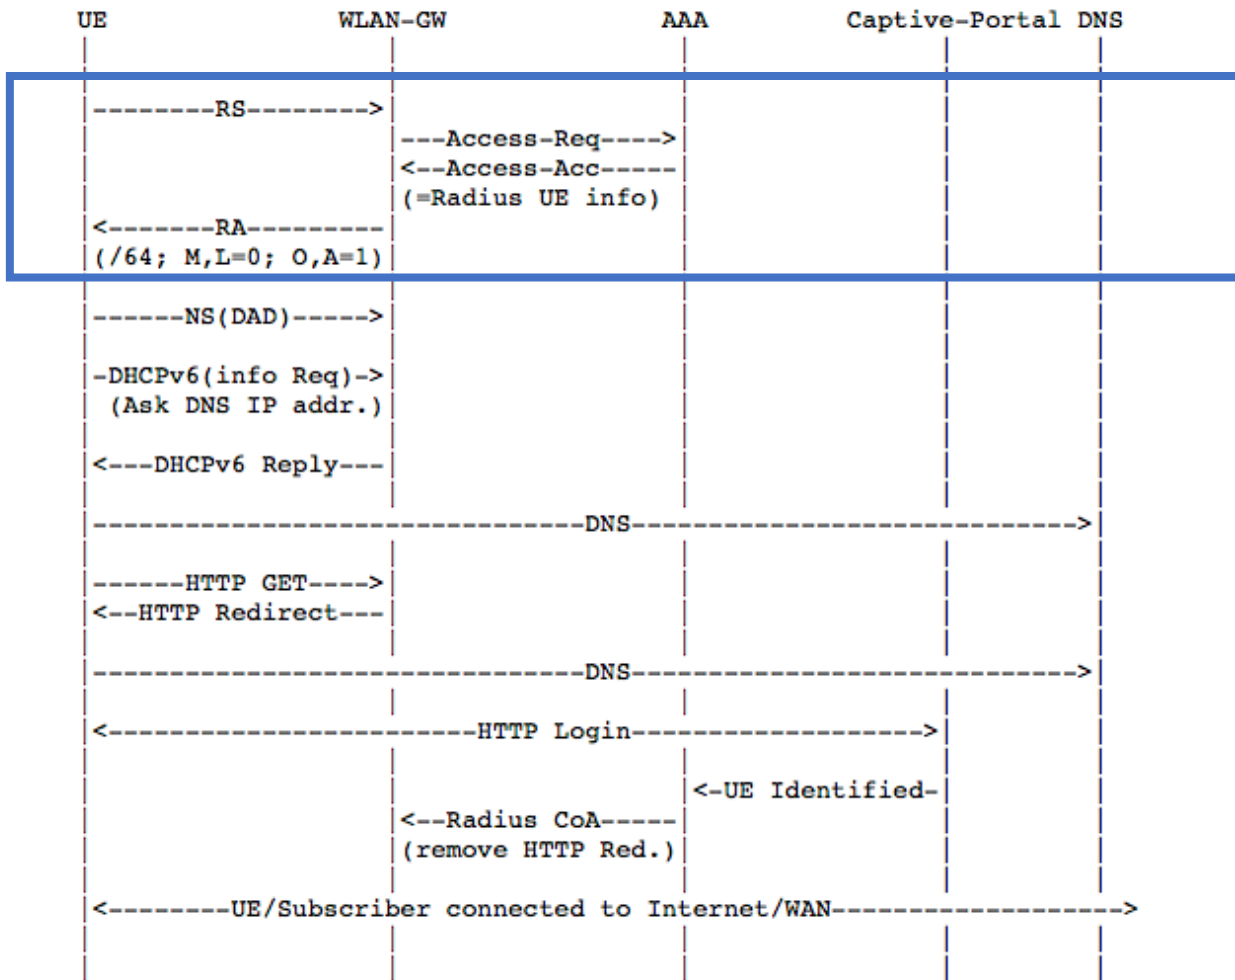 UE WLAN-GW AAA Captive-Portal DNS
|--------RS-------->|
|---Access-Req---->|
|<--Access-Acc-----|
|(=Radius UE info)|
|<-------RA---------|
|(/64; M,L=0; O,A=1)|
|------NS(DAD)----->|
|-DHCPv6(info Req)->|
| (Ask DNS IP addr.)|
|<---DHCPv6 Reply---|
|--------------------------------DNS----------------------------->|
|------HTTP GET---->|
|<--HTTP Redirect---|
|--------------------------------DNS----------------------------->|
|<------------------------HTTP Login------------------->|
|<-UE Identified-|
|<--Radius CoA-----|
|(remove HTTP Red.)|
|<--------UE/Subscriber connected to Internet/WAN------------------->